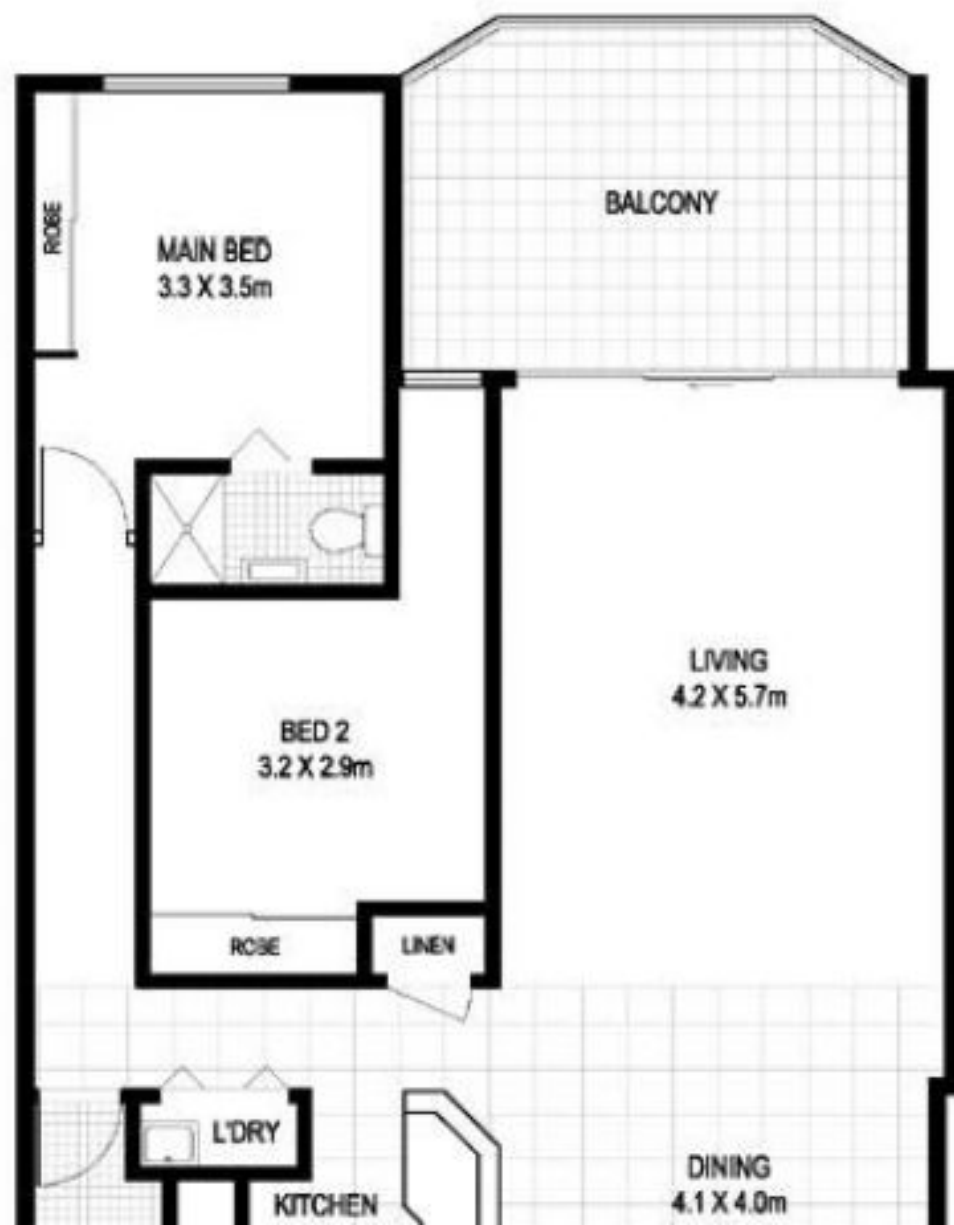 BALCONY
ROBE
MAIN BED
3.3 X 3.5m
LIVING
4.2 X 5.7m
BED 2
3.2 X 2.9m
ROBE
LINEN
L'DRY
KITCHEN
DINING
4.1 X 4.0m